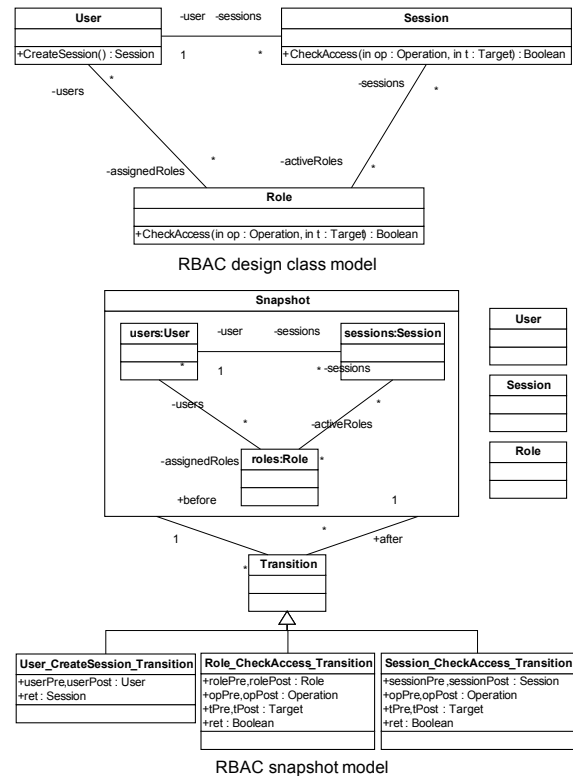 User
-user -sessions
Session
+CreateSession() : Session
1
*
+CheckAccess(in op : Operation, in t : Target) : Boolean
*
-users
-sessions
*
*
-assignedRoles
-activeRoles
*
Role
+CheckAccess(in op : Operation, in t : Target) : Boolean
RBAC design class model
Snapshot
users:User
-user
-sessions
sessions:Session
User
*
1
*
-sessions
-users
*
Session
*
-activeRoles
-assignedRoles
roles:Role
*
Role
+before
1
1
*
+after
*
Transition
User_CreateSession_Transition
+userPre,userPost : User
+ret : Session
Role_CheckAccess_Transition
+rolePre,rolePost : Role
+opPre,opPost : Operation
+tPre,tPost : Target
+ret : Boolean
Session_CheckAccess_Transition
+sessionPre,sessionPost : Session
+opPre,opPost : Operation
+tPre,tPost : Target
+ret : Boolean
RBAC snapshot model